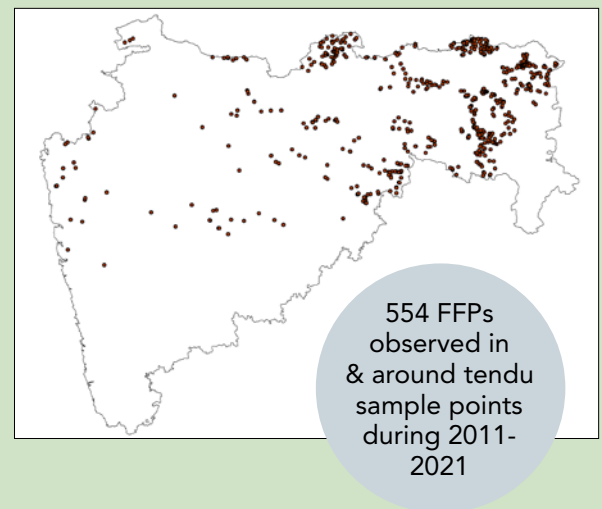 554 FFPs
observed in
& around tendu
sample points
during 2011-
2021